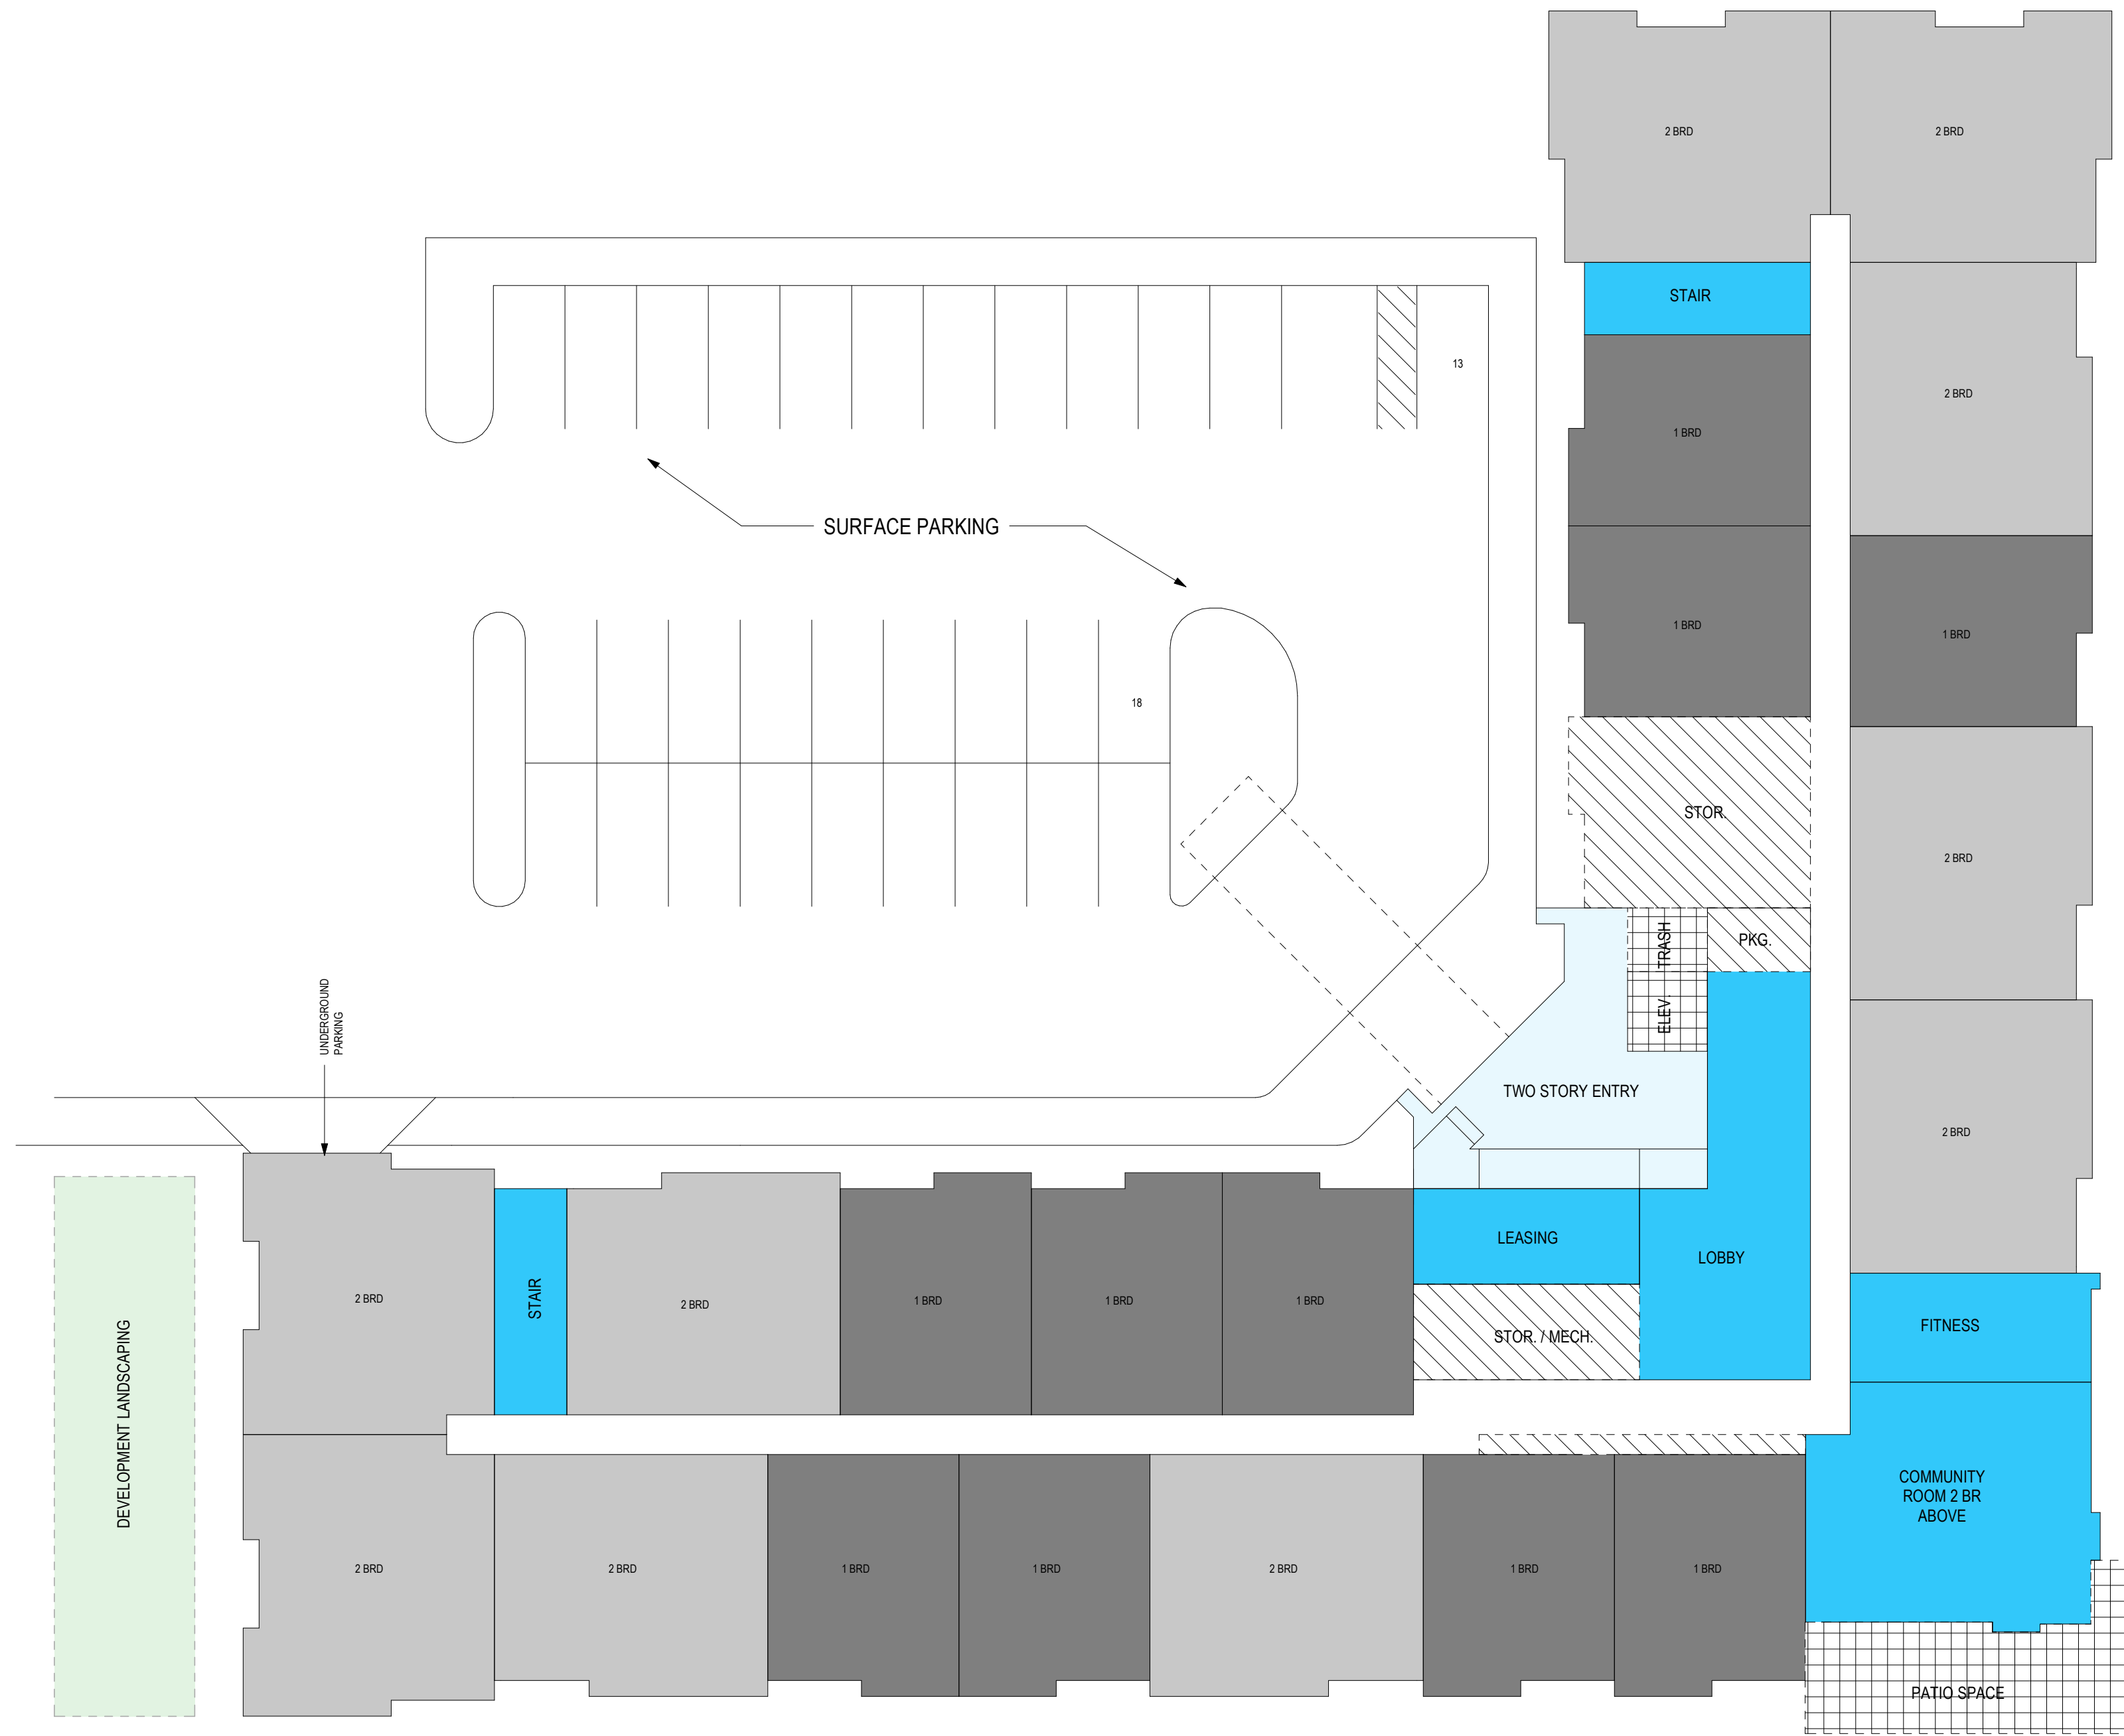 2 BRD
2 BRD
STAIR
13
2 BRD
1 BRD
SURFACE PARKING
1 BRD
1 BRD
18
STOR.
2 BRD
TRASH
PKG.
ELEV.
UNDERGROUND
PARKING
TWO STORY ENTRY
2 BRD
LEASING
LOBBY
2 BRD
STAIR
2 BRD
1 BRD
1 BRD
1 BRD
FITNESS
STOR. / MECH.
DEVELOPMENT LANDSCAPING
COMMUNITY
ROOM 2 BR
ABOVE
2 BRD
2 BRD
1 BRD
1 BRD
2 BRD
1 BRD
1 BRD
PATIO SPACE